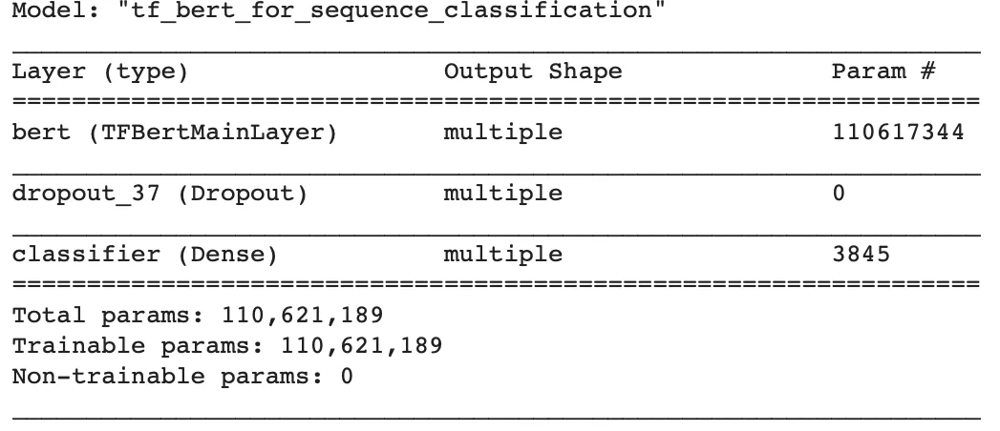 Model: "tf_bert_for_sequence_classification"
_________________________________________________________________
Layer (type)                 Output Shape              Param #
=================================================================
bert (TFBertMainLayer)       multiple                  110617344
_________________________________________________________________
dropout_37 (Dropout)         multiple                  0
_________________________________________________________________
classifier (Dense)           multiple                  3845
=================================================================
Total params: 110,621,189
Trainable params: 110,621,189
Non-trainable params: 0
_________________________________________________________________